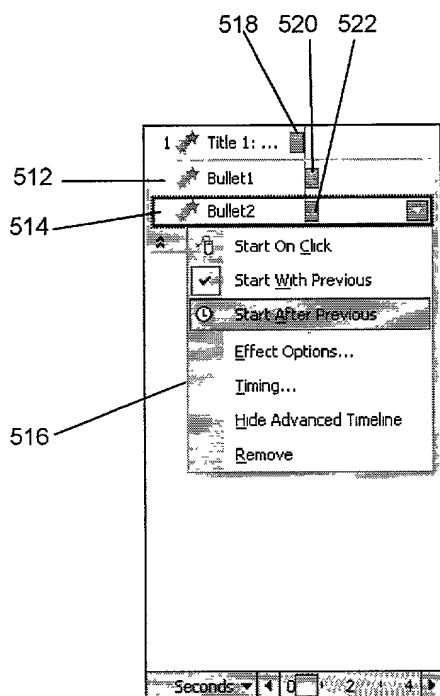 518 520 522
1 Title 1: ...
512 Bullet1
514 Bullet2
Start On Click
Start With Previous
Start After Previous
Effect Options...
Timing...
516
Hide Advanced Timeline
Remove
Seconds 0 2 4